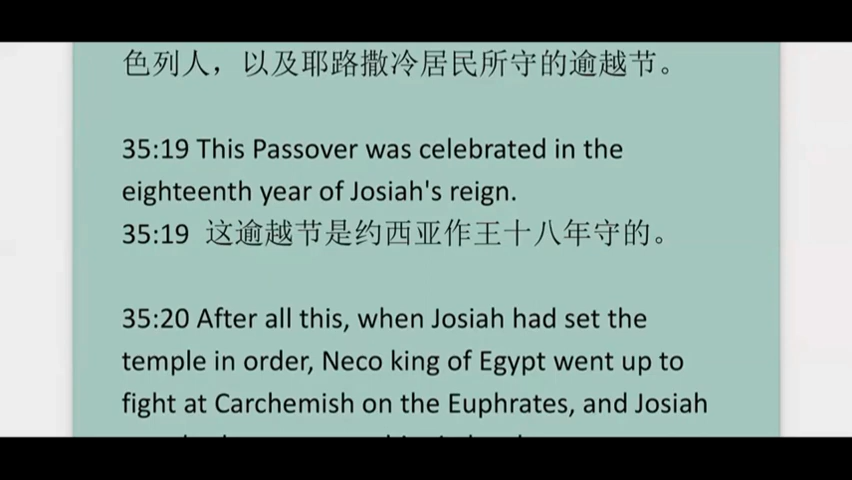 色列人，以及耶路撒冷居民所守的逾越节。
35:19 This Passover was celebrated in the
eighteenth year of Josiah's reign.
35:19 这逾越节是约西亚作王十八年守的。
35:20 After all this, when Josiah had set the
temple in order, Neco king of Egypt went up to
fight at Carchemish on the Euphrates, and Josiah